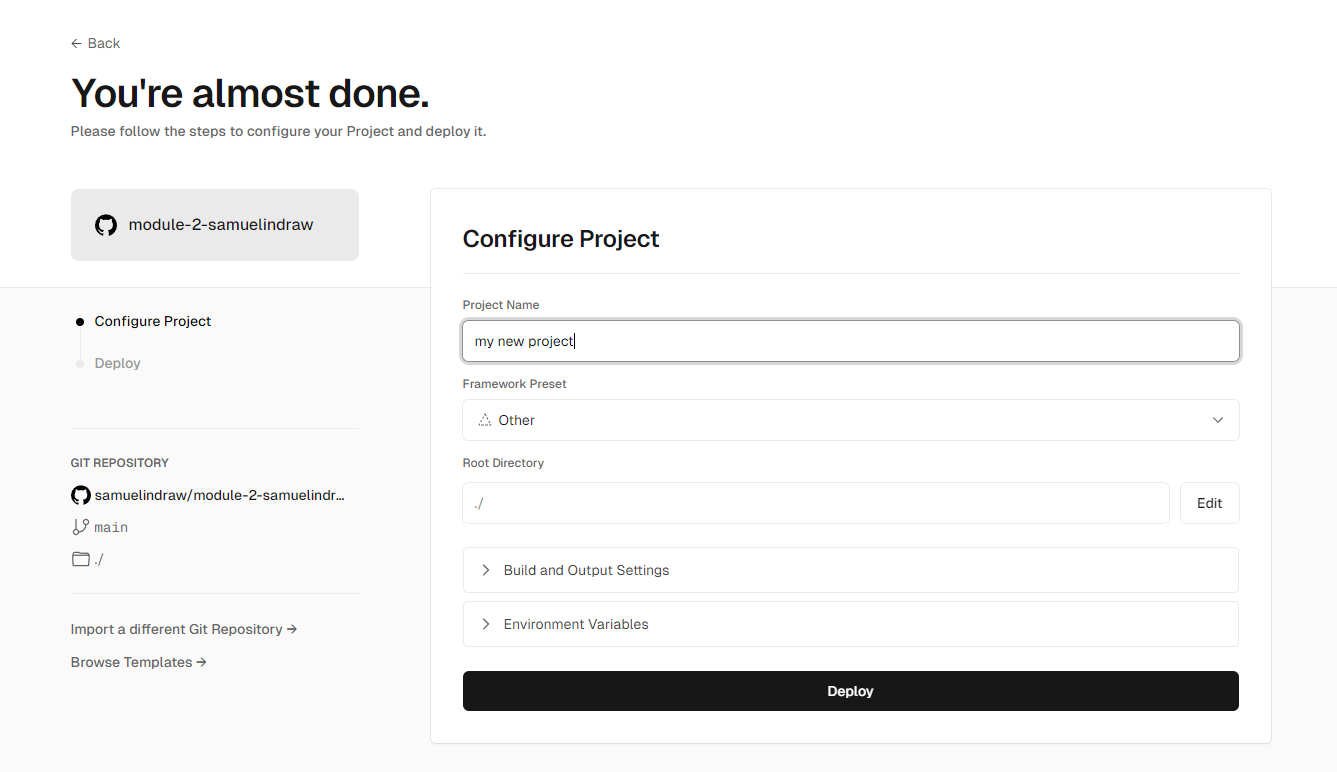 ← Back
You're almost done.
Please follow the steps to configure your Project and deploy it.
module-2-samuelindraw
Configure Project
Deploy
GIT REPOSITORY
samuelindraw/module-2-samuelindr...
main
./
Import a different Git Repository →
Browse Templates →
Configure Project
Project Name
my new project
Framework Preset
Other
Root Directory
./
Edit
Build and Output Settings
Environment Variables
Deploy